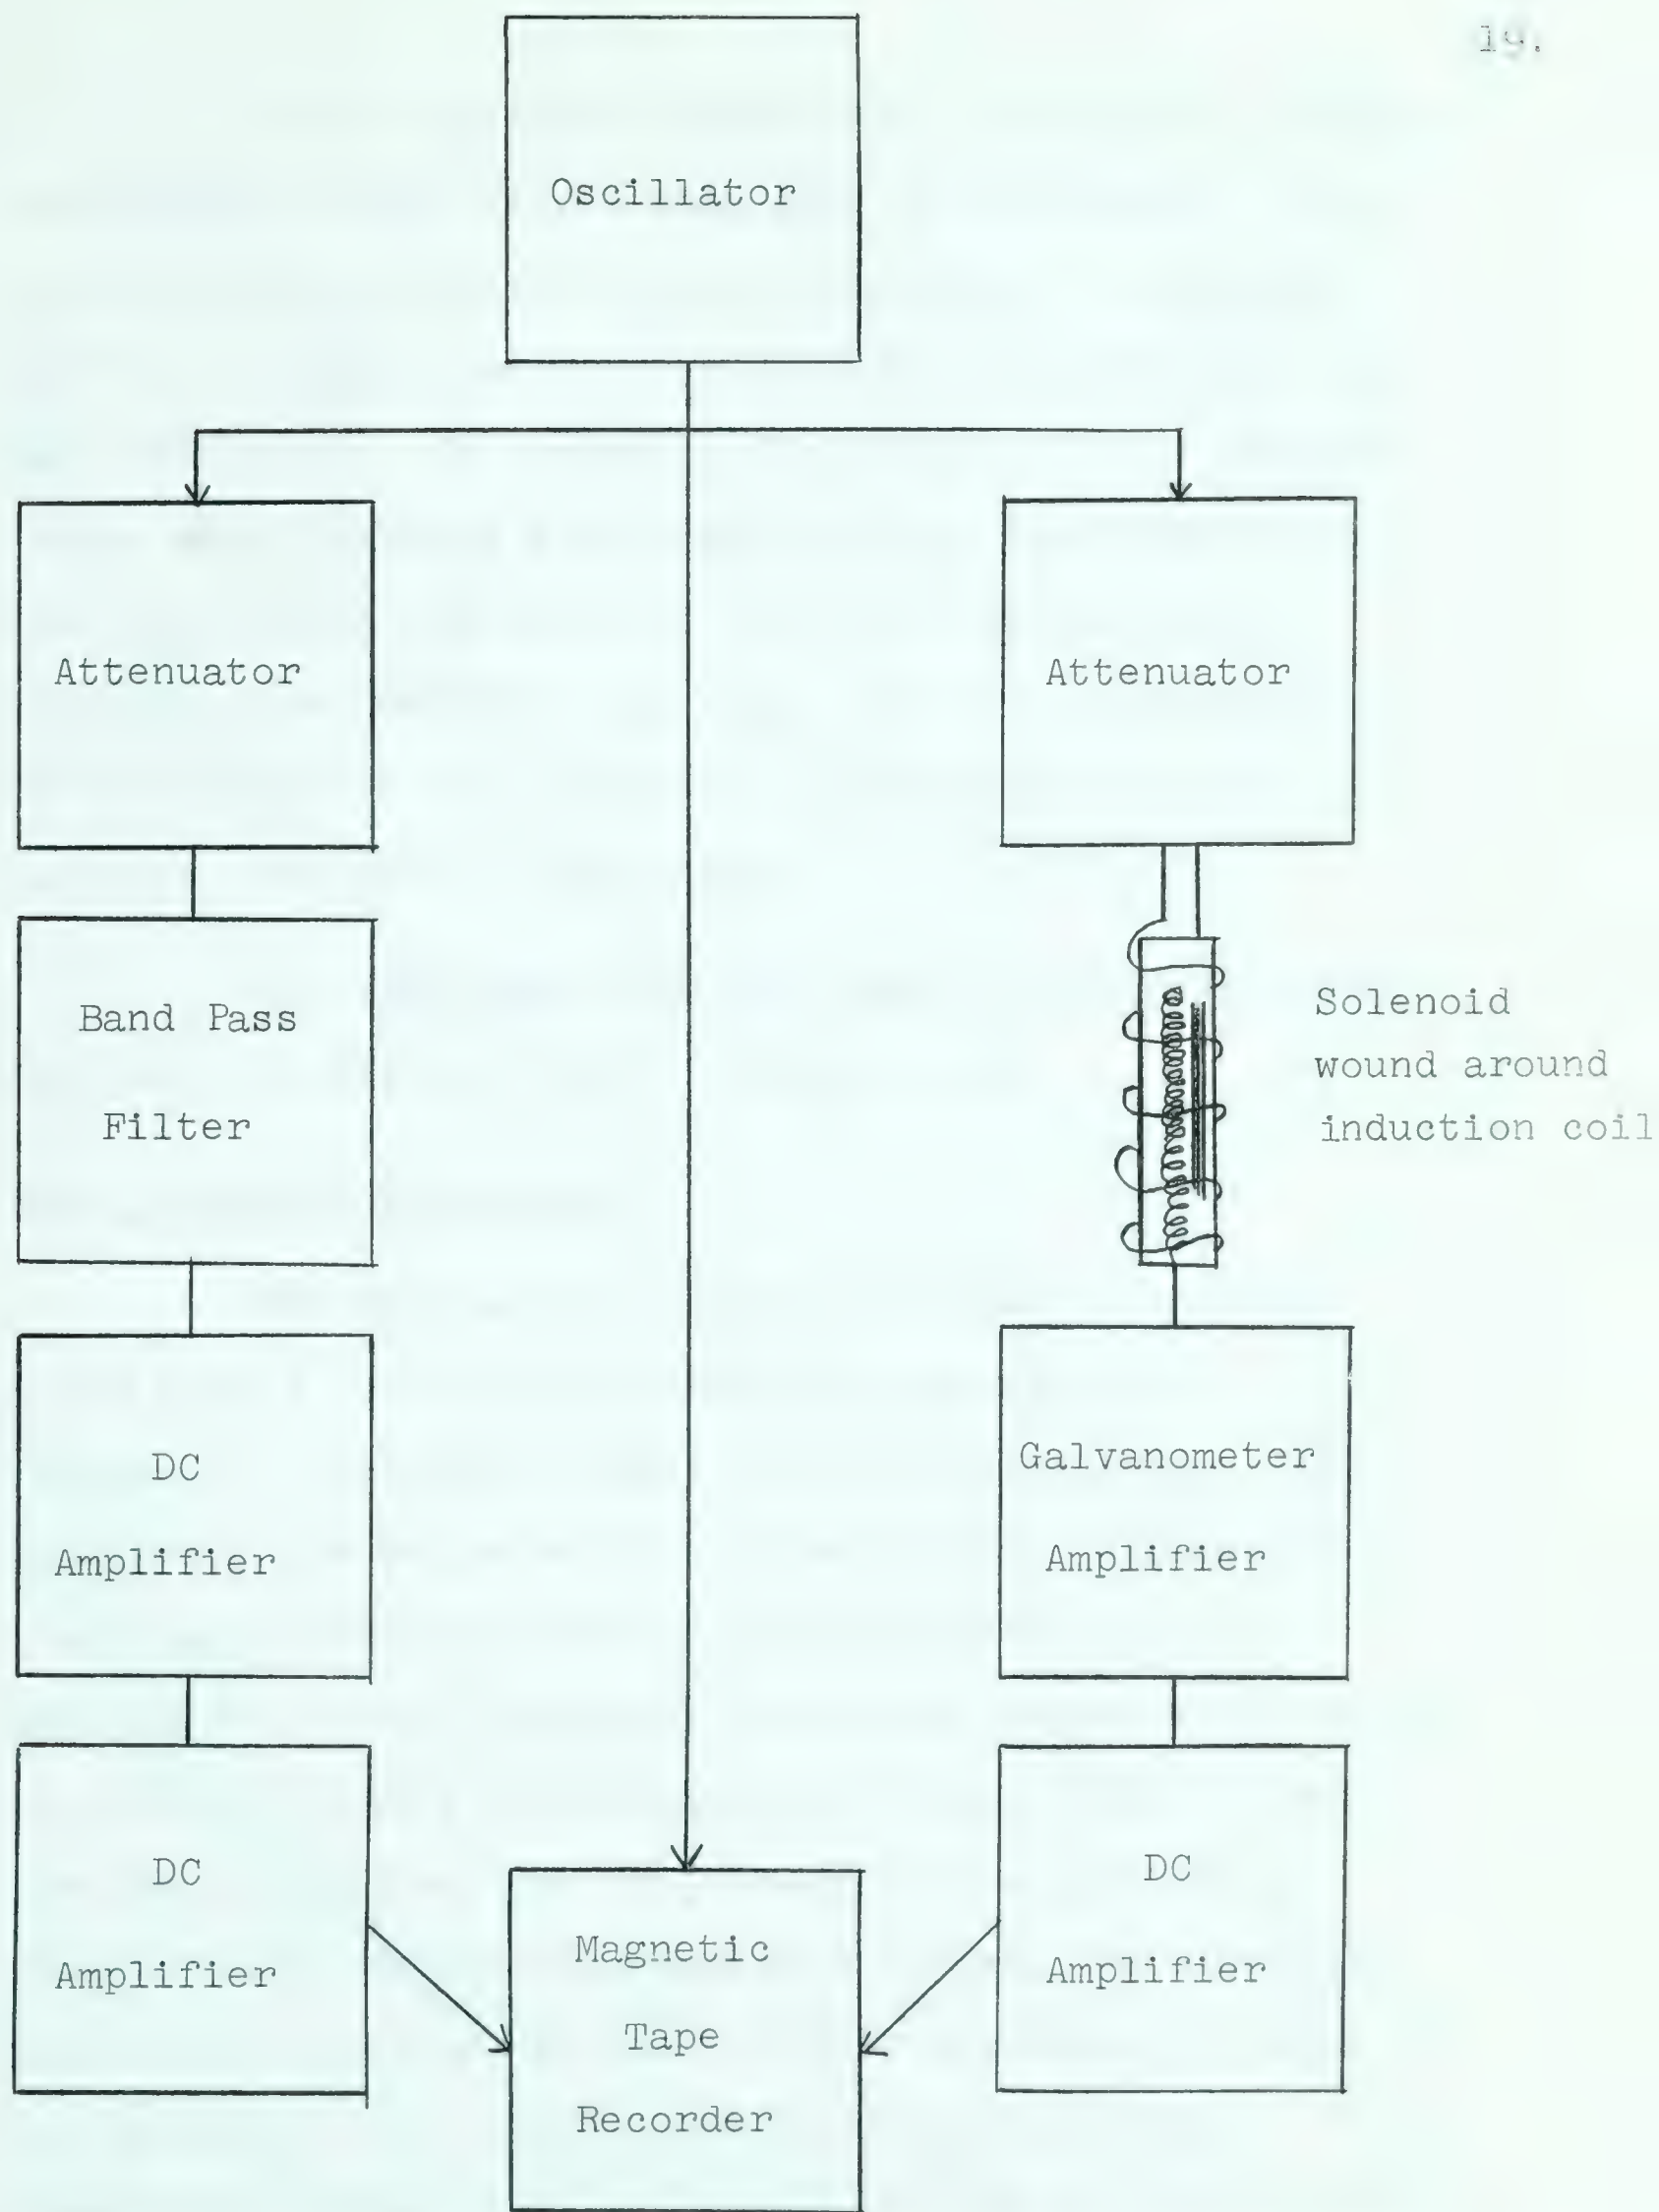 19.
Oscillator
Attenuator
Attenuator
Band Pass
Filter
Solenoid
wound around
induction coil
DC
Amplifier
Galvanometer
Amplifier
DC
Amplifier
Magnetic
Tape
Recorder
DC
Amplifier